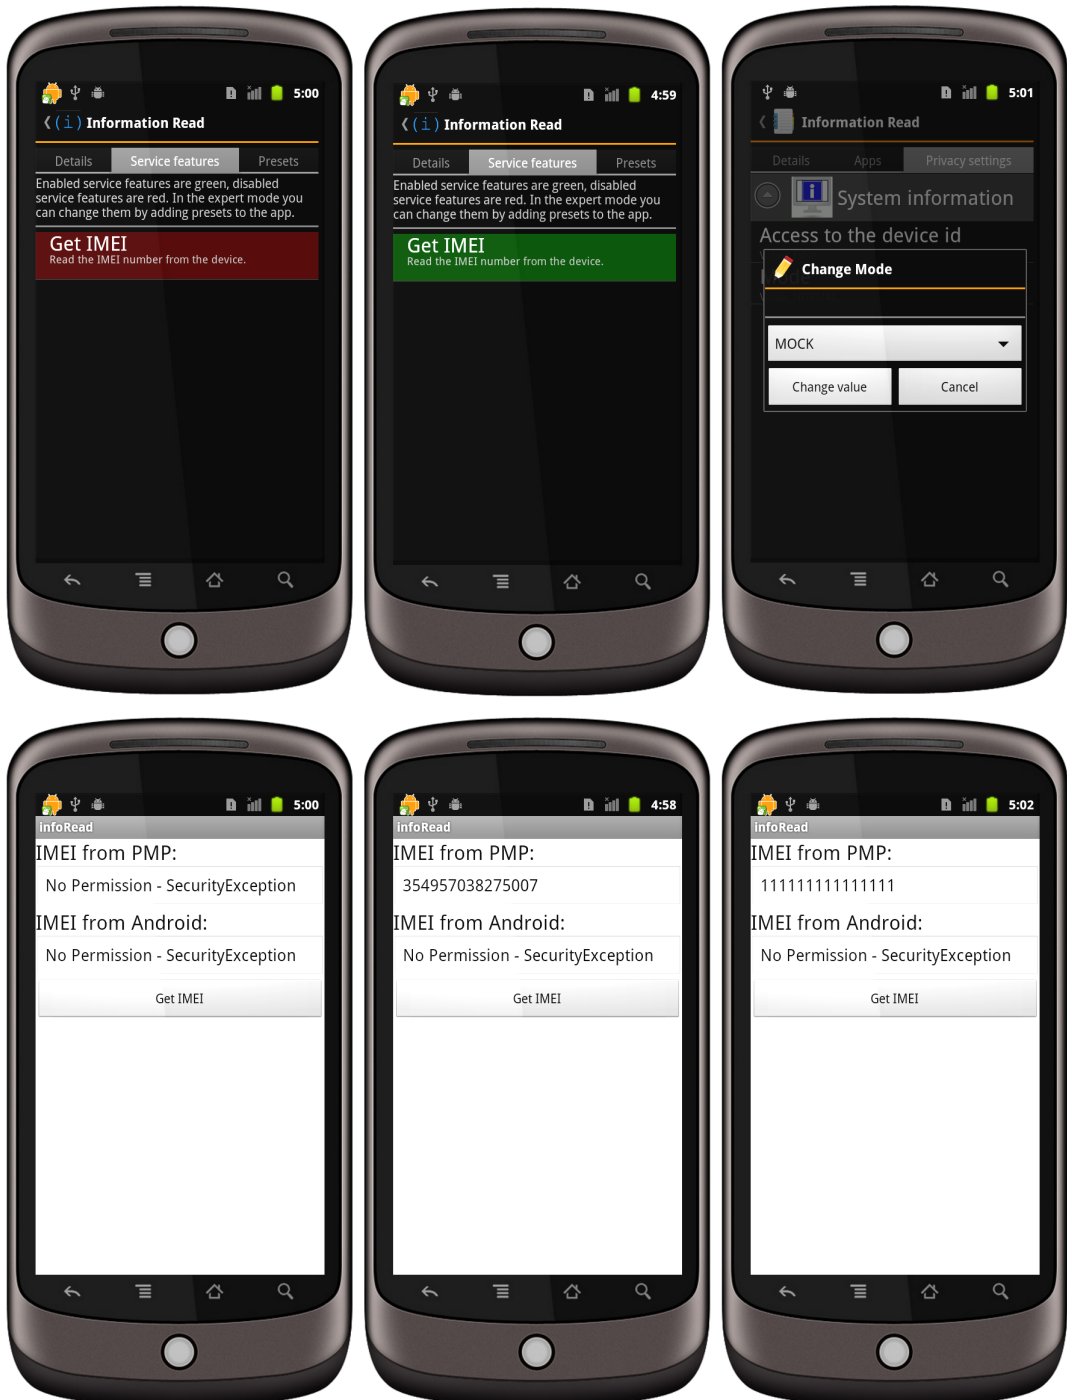 5:00
(i) Information Read
Details Service features Presets
Enabled service features are green, disabled
service features are red. In the expert mode you
can change them by adding presets to the app.
Get IMEI
Read the IMEI number from the device.
4:59
(i) Information Read
Details Service features Presets
Enabled service features are green, disabled
service features are red. In the expert mode you
can change them by adding presets to the app.
Get IMEI
Read the IMEI number from the device.
5:01
Information Read
Details Apps Privacy settings
System information
Access to the device id
Change Mode
MOCK
Change value Cancel
5:00
infoRead
IMEI from PMP:
No Permission - SecurityException
IMEI from Android:
No Permission - SecurityException
Get IMEI
4:58
infoRead
IMEI from PMP:
354957038275007
IMEI from Android:
No Permission - SecurityException
Get IMEI
5:02
infoRead
IMEI from PMP:
111111111111111
IMEI from Android:
No Permission - SecurityException
Get IMEI